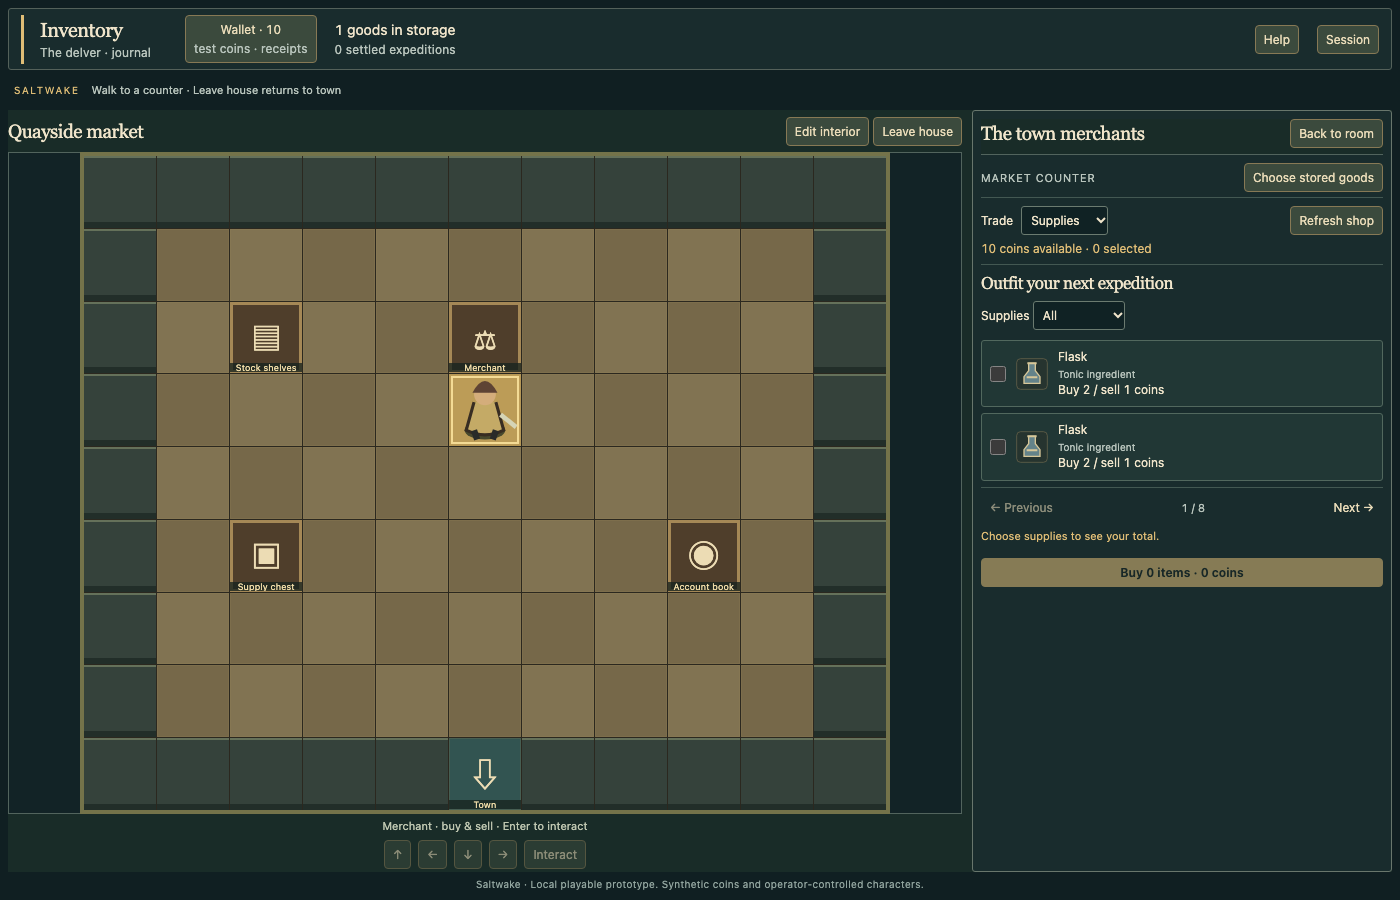 Inventory
The delver · journal
Wallet · 10
test coins · receipts
1 goods in storage
0 settled expeditions
Help
Session
SALTWAKE Walk to a counter · Leave house returns to town
Quayside market
Edit interior
Leave house
Stock shelves
Merchant
Supply chest
Account book
Town
Merchant · buy & sell · Enter to interact
↑ ← ↓ → Interact
The town merchants
Back to room
MARKET COUNTER
Choose stored goods
Trade Supplies
Refresh shop
10 coins available · 0 selected
Outfit your next expedition
Supplies All
Flask
Tonic ingredient
Buy 2 / sell 1 coins
Flask
Tonic ingredient
Buy 2 / sell 1 coins
← Previous
1 / 8
Next →
Choose supplies to see your total.
Buy 0 items · 0 coins
Saltwake · Local playable prototype. Synthetic coins and operator-controlled characters.